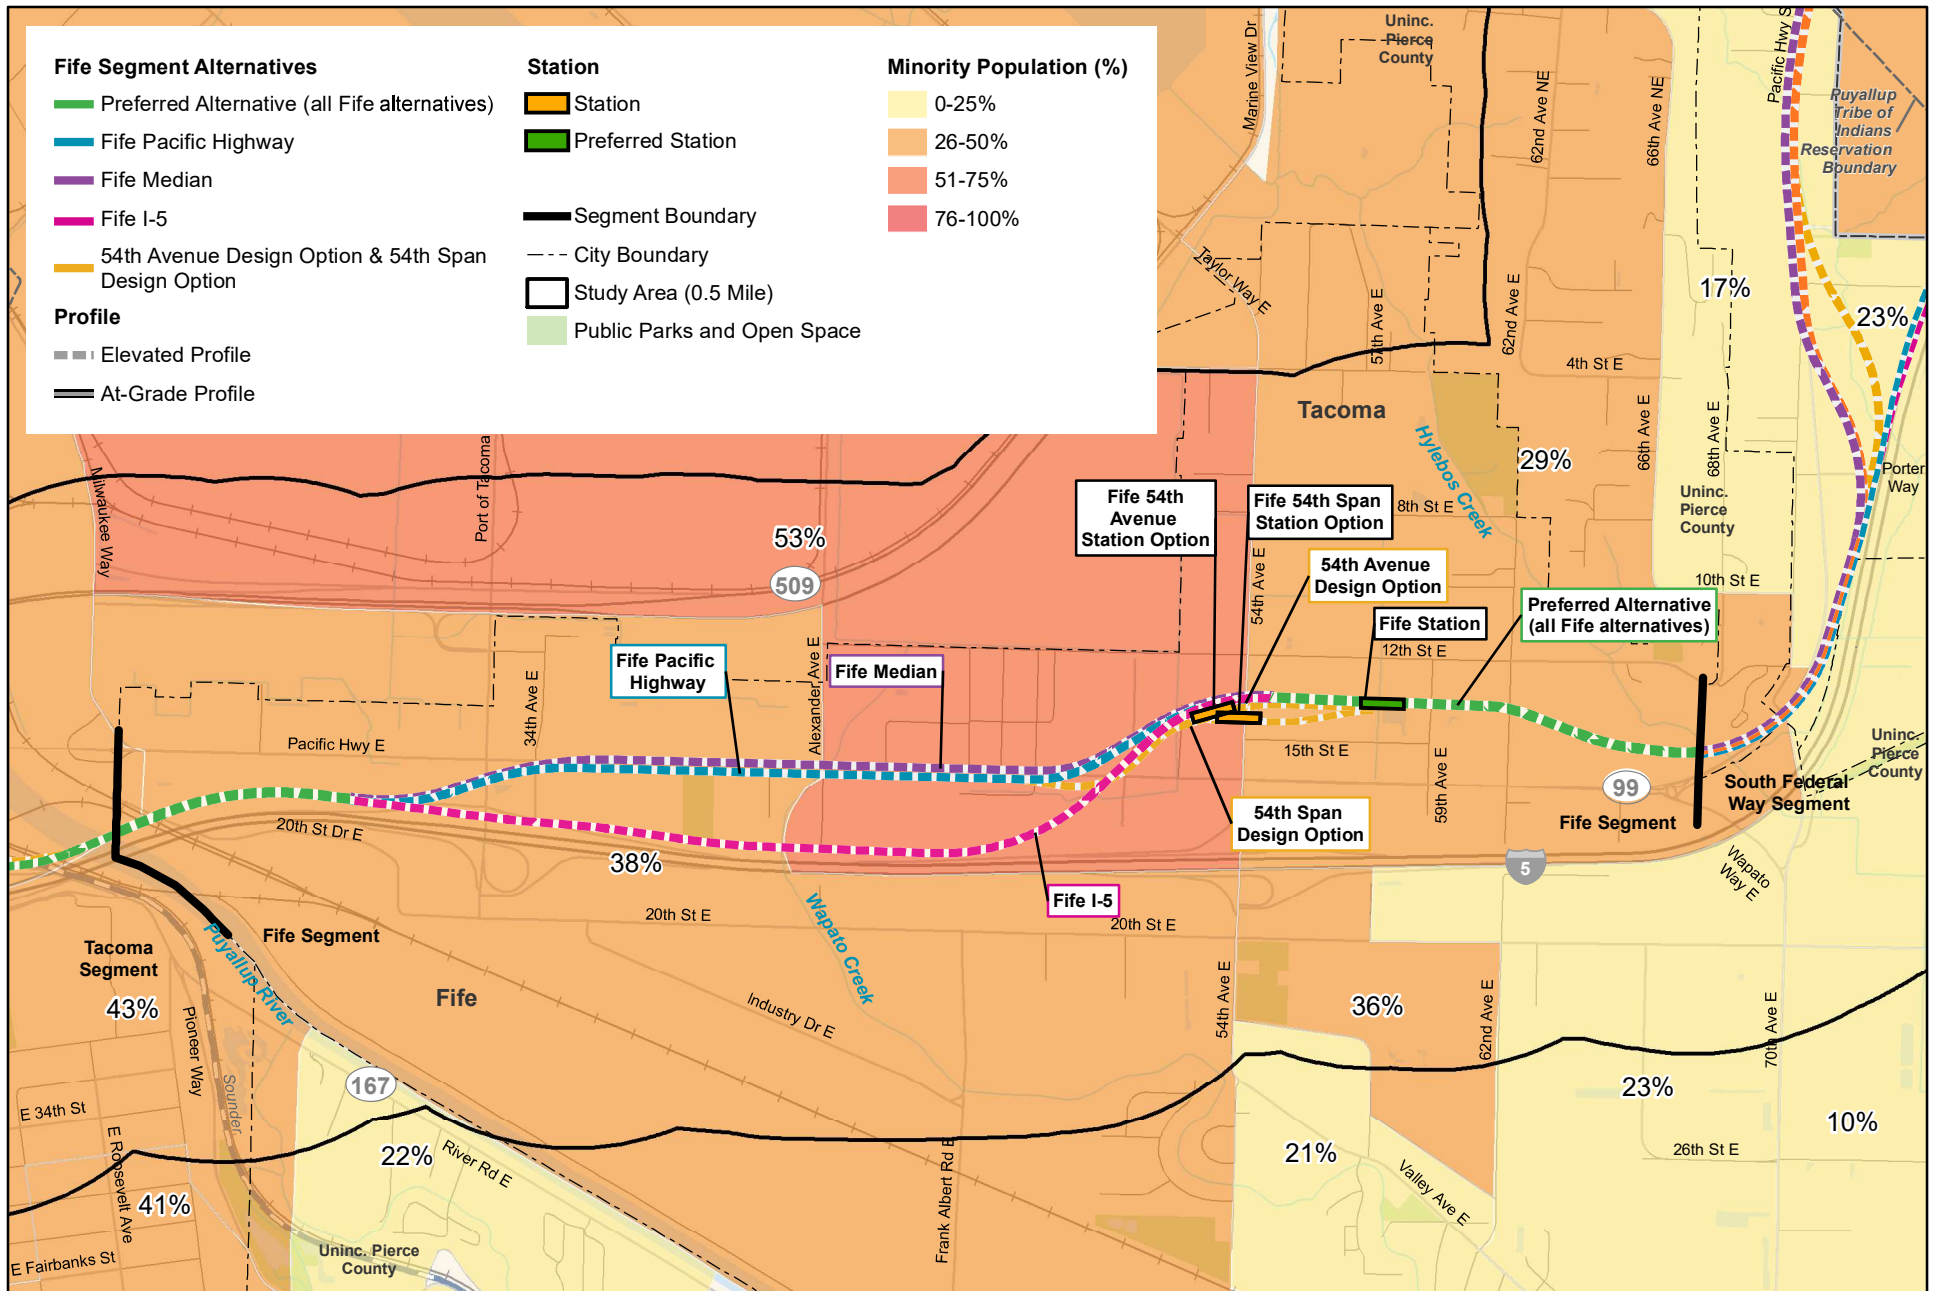 Fife Segment Alternatives
Preferred Alternative (all Fife alternatives)
Fife Pacific Highway
Fife Median
Fife I-5
54th Avenue Design Option & 54th Span
Design Option
Profile
Elevated Profile
At-Grade Profile
Station
Station
Preferred Station
Segment Boundary
City Boundary
Study Area (0.5 Mile)
Public Parks and Open Space
Minority Population (%)
0-25%
26-50%
51-75%
76-100%
Marine View Dr
Uninc.
Pierce
County
62nd Ave NE
66th Ave NE
Pacific Hwy S
Puyallup
Tribe of
Indians
Reservation
Boundary
Taylor Way E
57th Ave E
62nd Ave E
17%
23%
4th St E
Tacoma
Hylebos Creek
29%
66th Ave E
68th Ave E
Porter
Way
Uninc.
Pierce
County
Milwaukee Way
Port of Tacoma
53%
509
Fife 54th
Avenue
Station Option
Fife 54th Span
Station Option
8th St E
54th Ave E
54th Avenue
Design Option
10th St E
Fife Station
Preferred Alternative
(all Fife alternatives)
12th St E
Fife Pacific
Highway
Fife Median
34th Ave E
Alexander Ave E
Pacific Hwy E
15th St E
59th Ave E
99
Uninc.
Pierce
County
South Federal
Way Segment
Fife Segment
54th Span
Design Option
20th St Dr E
38%
5
Wapato
Way E
Fife I-5
20th St E
20th St E
Wapato Creek
Tacoma
Segment
Fife Segment
Puyallup River
43%
Fife
Industry Dr E
54th Ave E
36%
62nd Ave E
70th Ave E
Pioneer Way
Sounder
167
E 34th St
E Roosevelt Ave
22%
River Rd E
41%
E Fairbanks St
Uninc. Pierce
County
Frank Albert Rd E
21%
Valley Ave E
23%
26th St E
10%